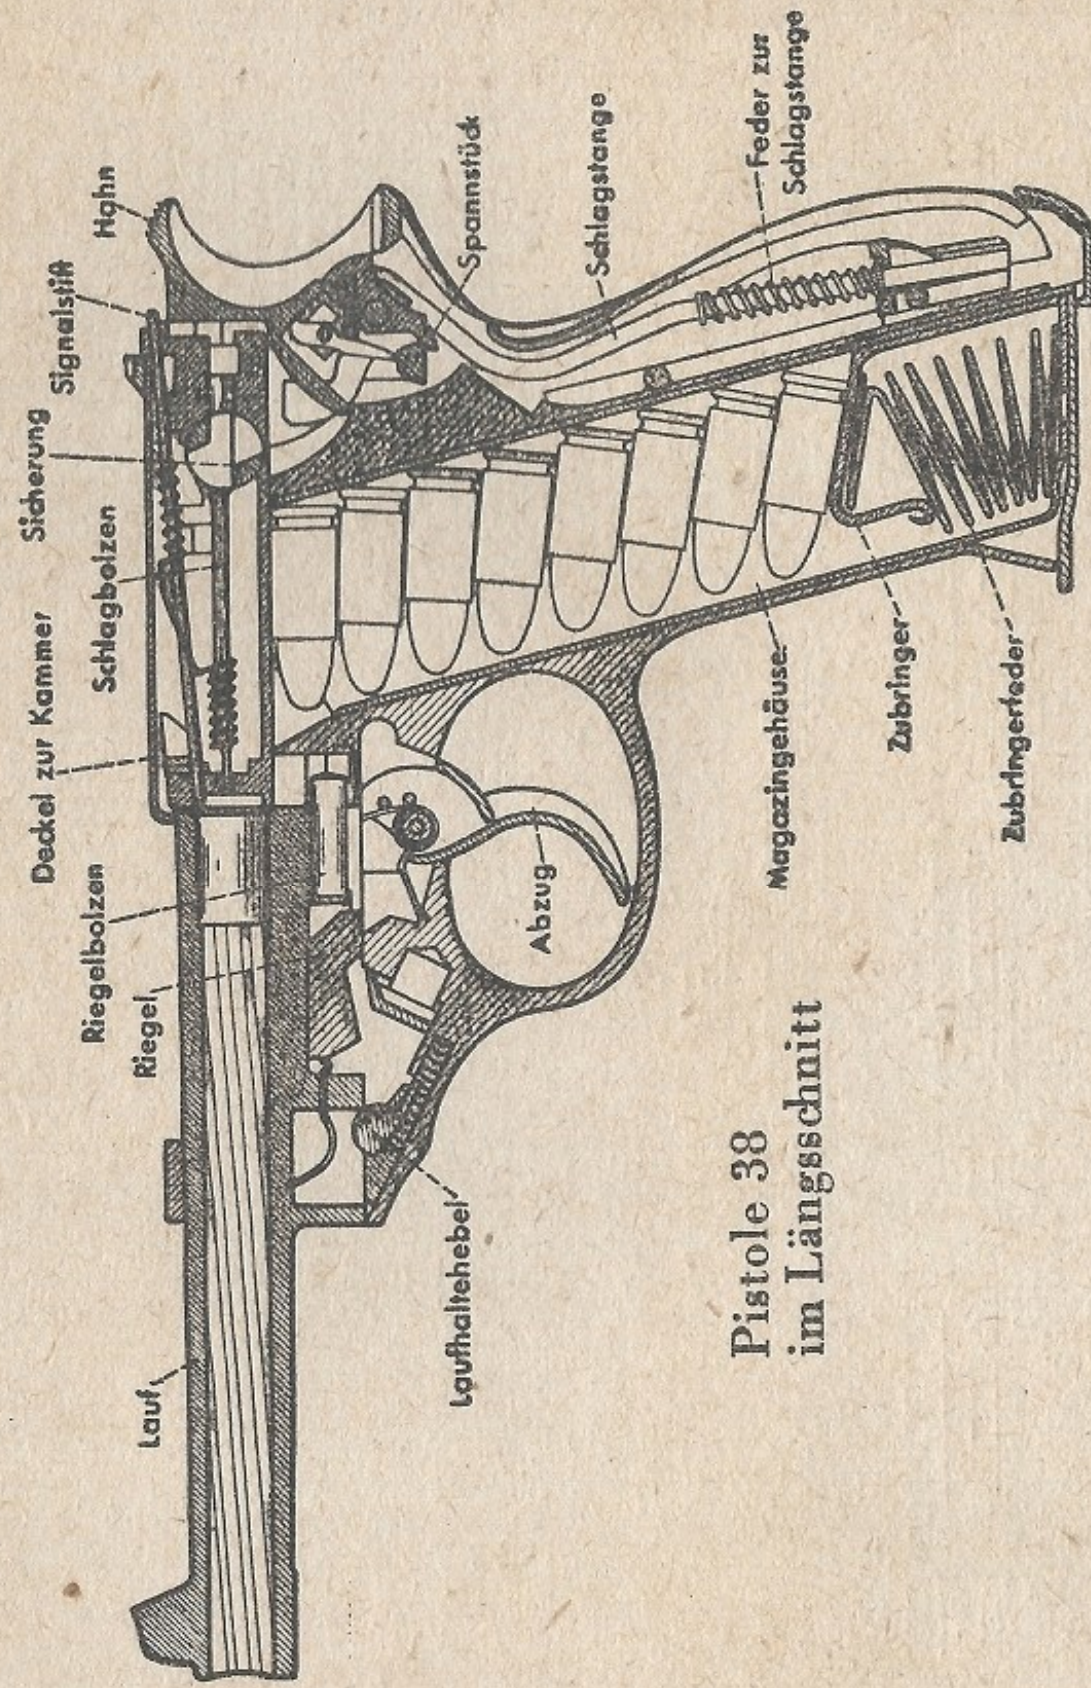 Hahn
Signalstift
Sicherung
Schlagbolzen
Deckel zur Kammer
Riegelbolzen
Riegel
Lauf
Spannstück
Schlagstange
Feder zur
Schlagstange
Abzug
Laufhaltehebel
Magazingehäuse
Zubringer
Zubringerfeder
Pistole 38
im Längsschnitt